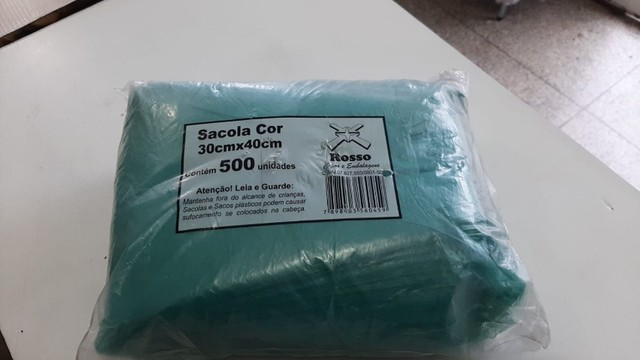 Sacola Cor
30cmx40cm
Contém 500 unidades
Atenção! Leia e Guarde:
Mantenha fora do alcance de crianças,
Sacolas e Sacos plásticos podem causar
sufocamento se colocados na cabeça.
Rosso
e Embalagens